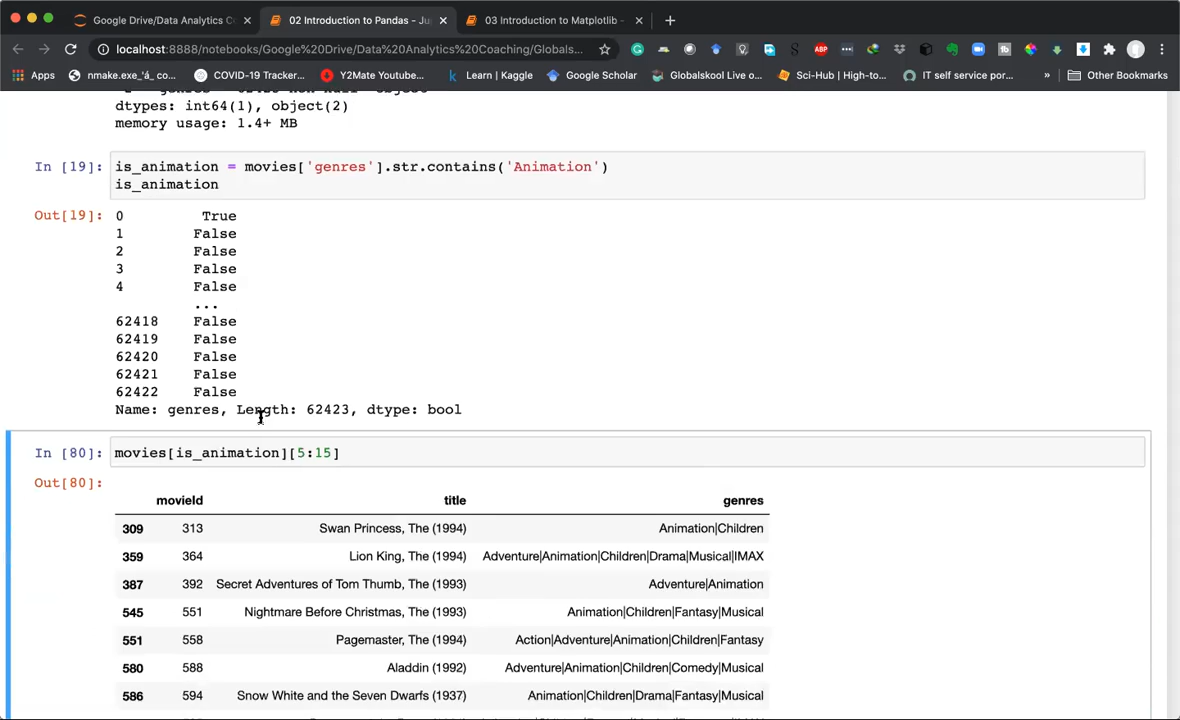 Google Drive/Data Analytics C
02 Introduction to Pandas - Ju
03 Introduction to Matplotlib -
localhost:8888/notebooks/Google%20Drive/Data%20Analytics%20Coaching/Globals...
Apps
nmake.exe_'á_ co...
COVID-19 Tracker...
Y2Mate Youtube...
Learn | Kaggle
Google Scholar
Globalskool Live o...
Sci-Hub | High-to...
IT self service por...
»
Other Bookmarks
dtypes: int64(1), object(2)
memory usage: 1.4+ MB
In [19]: is_animation = movies['genres'].str.contains('Animation')
is_animation
Out[19]: 0 True
1 False
2 False
3 False
4 False
...
62418 False
62419 False
62420 False
62421 False
62422 False
Name: genres, Length: 62423, dtype: bool
In [80]: movies[is_animation][5:15]
Out[80]:
movieId title genres
309 313 Swan Princess, The (1994) Animation|Children
359 364 Lion King, The (1994) Adventure|Animation|Children|Drama|Musical|IMAX
387 392 Secret Adventures of Tom Thumb, The (1993) Adventure|Animation
545 551 Nightmare Before Christmas, The (1993) Animation|Children|Fantasy|Musical
551 558 Pagemaster, The (1994) Action|Adventure|Animation|Children|Fantasy
580 588 Aladdin (1992) Adventure|Animation|Children|Comedy|Musical
586 594 Snow White and the Seven Dwarfs (1937) Animation|Children|Drama|Fantasy|Musical